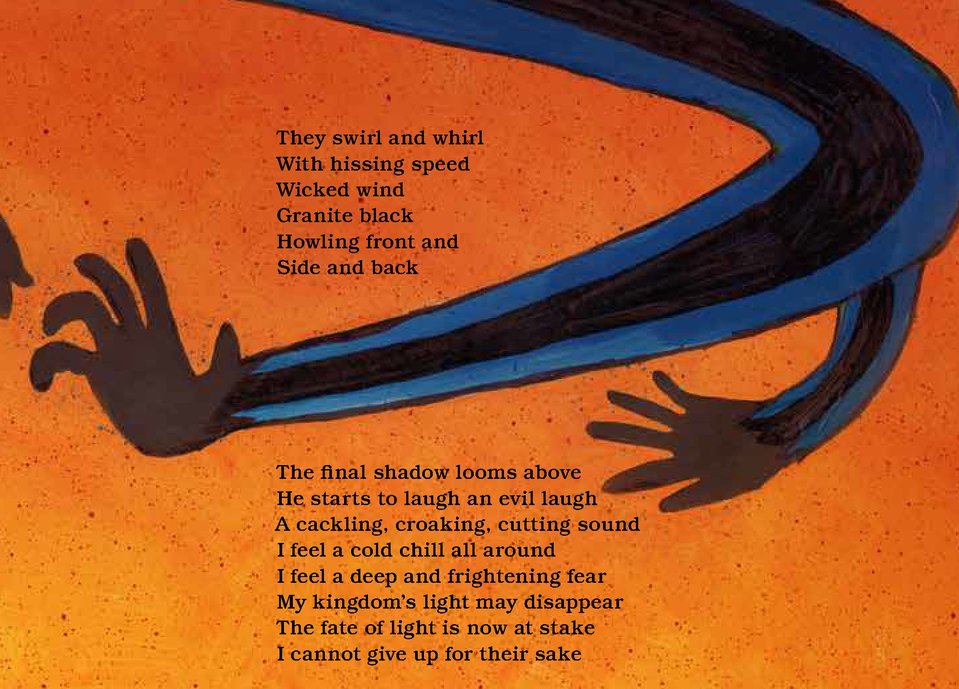 They swirl and whirl
With hissing speed
Wicked wind
Granite black
Howling front and
Side and back
The final shadow looms above
He starts to laugh an evil laugh
A cackling, croaking, cutting sound
I feel a cold chill all around
I feel a deep and frightening fear
My kingdom's light may disappear
The fate of light is now at stake
I cannot give up for their sake